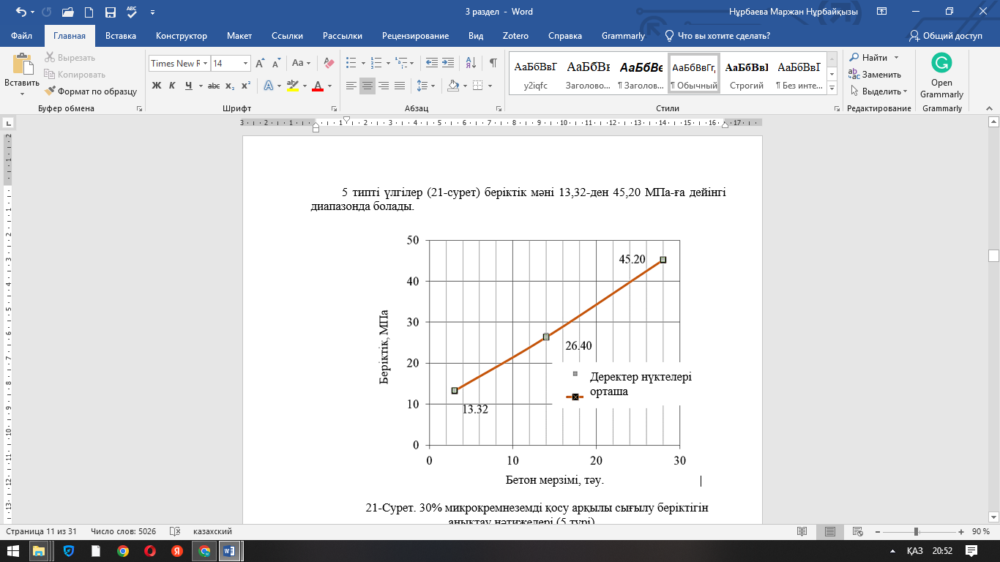 3 раздел - Word
Нұрбаева Маржан Нұрбайқызы
Файл Главная Вставка Конструктор Макет Ссылки Рассылки Рецензирование Вид Zotero Справка Grammarly Что вы хотите сделать? Общий доступ
Вставить
Вырезать
Копировать
Формат по образцу
Буфер обмена
Times New R 14
Ж К Ч abc x₂ x²
Шрифт
Абзац
АаБбВвГ АаБбВв АаБбВв АаБбВвГг, АаБбВвІ АаБбВвГ
y2iqfc Заголово... ¶ Заголов... ¶ Обычный Строгий ¶ Без инте...
Стили
Найти
Заменить
Выделить
Редактирование
Open
Grammarly
Grammarly
3 2 1 1 2 3 4 5 6 7 8 9 10 11 12 13 14 15 16 17
5 типті үлгілер (21-сурет) беріктік мәні 13,32-ден 45,20 МПа-ға дейінгі
диапазонда болады.
50
40
30
20
10
0
Беріктік, МПа
45.20
26.40
13.32
Деректер нүктелері
орташа
0 10 20 30
Бетон мерзімі, тәу.
21-Сурет. 30% микрокремнеземді қосу арқылы сығылу беріктігін
анықтау нәтижелері (5 түрі)
Страница 11 из 31 Число слов: 5026 казахский 90 %
ҚАЗ 20:52